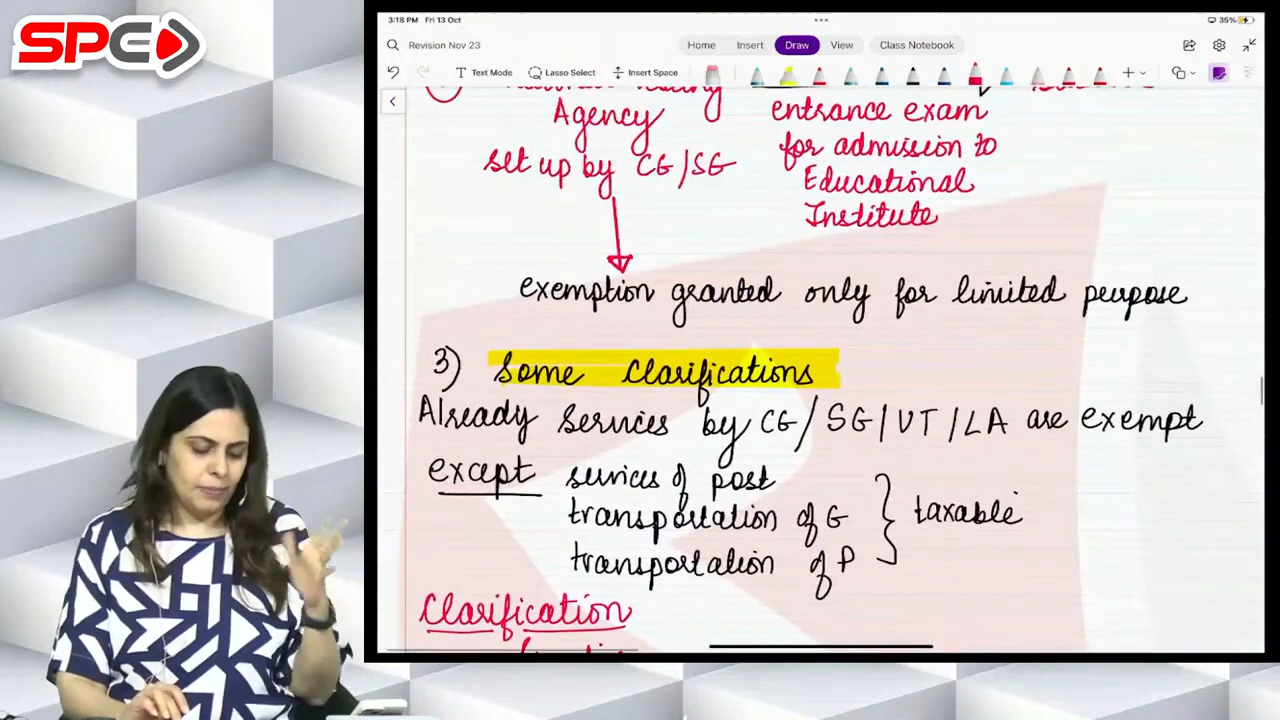 SPC
3:18 PM Fri 13 Oct
35%
Revision Nov 23
Home Insert Draw View Class Notebook
Text Mode Lasso Select Insert Space
Agency
set up by CG/SG
entrance exam
for admission to
Educational
Institute
exemption granted only for limited purpose
3) Some Clarifications
Already services by CG/SG/UT/LA are exempt
except services of post
transportation of G
transportation of P
} taxable
Clarification